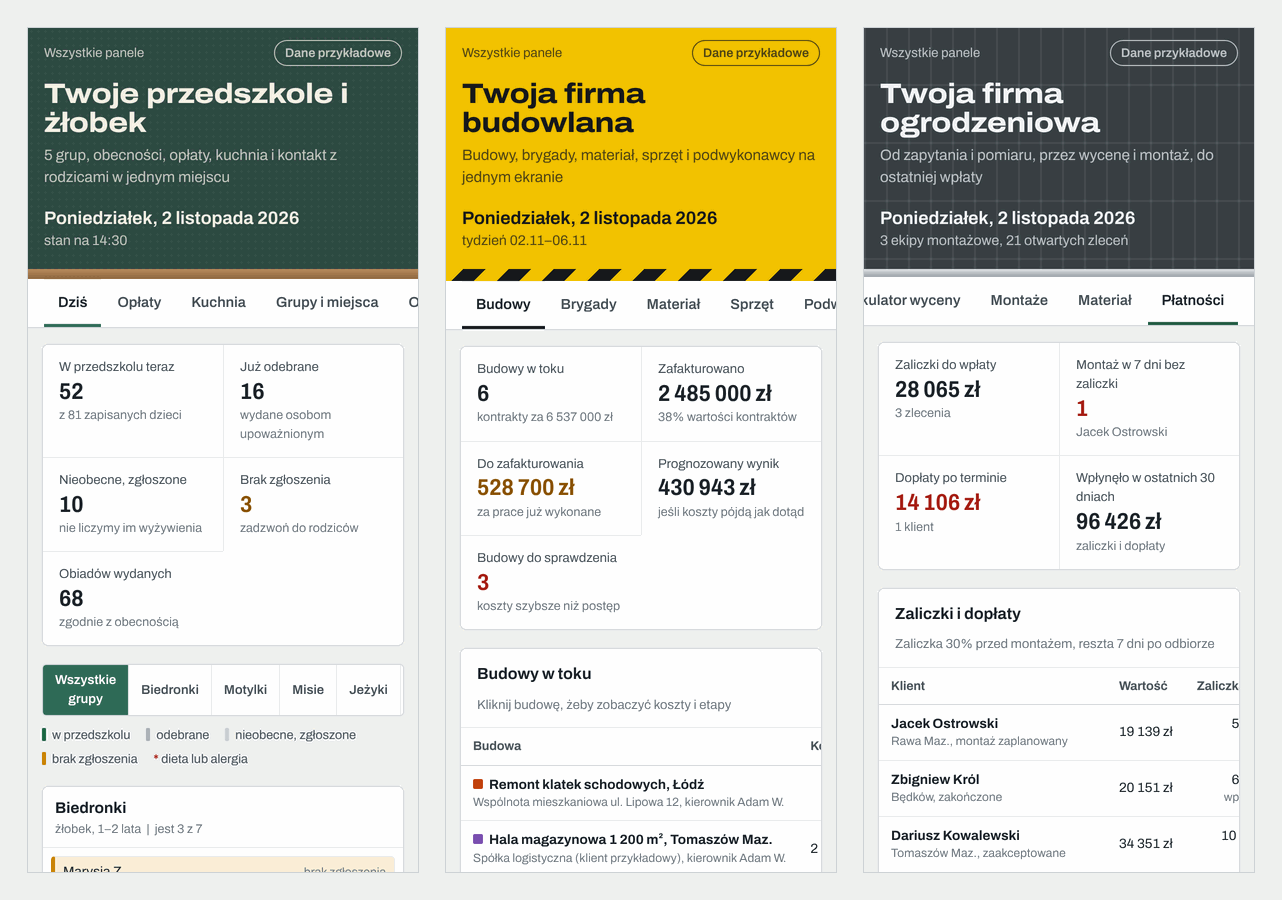 Wszystkie panele
Dane przykładowe
Twoje przedszkole i
żłobek
5 grup, obecności, opłaty, kuchnia i kontakt z
rodzicami w jednym miejscu
Poniedziałek, 2 listopada 2026
stan na 14:30
Dziś Opłaty Kuchnia Grupy i miejsca
W przedszkolu teraz
52
z 81 zapisanych dzieci
Już odebrane
16
wydane osobom
upoważnionym
Nieobecne, zgłoszone
10
nie liczymy im wyżywienia
Brak zgłoszenia
3
zadzwoń do rodziców
Obiadów wydanych
68
zgodnie z obecnością
Wszystkie
grupy
Biedronki Motylki Misie Jeżyki
w przedszkolu odebrane nieobecne, zgłoszone
brak zgłoszenia * dieta lub alergia
Biedronki
żłobek, 1–2 lata | jest 3 z 7
Marysia Z.
brak zgłoszenia
Wszystkie panele
Dane przykładowe
Twoja firma
budowlana
Budowy, brygady, materiał, sprzęt i podwykonawcy na
jednym ekranie
Poniedziałek, 2 listopada 2026
tydzień 02.11–06.11
Budowy Brygady Materiał Sprzęt Podw
Budowy w toku
6
kontrakty za 6 537 000 zł
Zafakturowano
2 485 000 zł
38% wartości kontraktów
Do zafakturowania
528 700 zł
za prace już wykonane
Prognozowany wynik
430 943 zł
jeśli koszty pójdą jak dotąd
Budowy do sprawdzenia
3
koszty szybsze niż postęp
Budowy w toku
Kliknij budowę, żeby zobaczyć koszty i etapy
Budowa
Remont klatek schodowych, Łódź
Wspólnota mieszkaniowa ul. Lipowa 12, kierownik Adam W.
Hala magazynowa 1 200 m², Tomaszów Maz.
2
Spółka logistyczna (klient przykładowy), kierownik Adam W.
Wszystkie panele
Dane przykładowe
Twoja firma
ogrodzeniowa
Od zapytania i pomiaru, przez wycenę i montaż, do
ostatniej wpłaty
Poniedziałek, 2 listopada 2026
3 ekipy montażowe, 21 otwartych zleceń
kulator wyceny Montaże Materiał Płatności
Zaliczki do wpłaty
28 065 zł
3 zlecenia
Montaż w 7 dni bez
zaliczki
1
Jacek Ostrowski
Dopłaty po terminie
14 106 zł
1 klient
Wpłynęło w ostatnich 30
dniach
96 426 zł
zaliczki i dopłaty
Zaliczki i dopłaty
Zaliczka 30% przed montażem, reszta 7 dni po odbiorze
Klient Wartość Zaliczk
Jacek Ostrowski
Rawa Maz., montaż zaplanowany
19 139 zł
5
Zbigniew Król
Będków, zakończone
20 151 zł
6
wp
Dariusz Kowalewski
Tomaszów Maz., zaakceptowane
34 351 zł
10